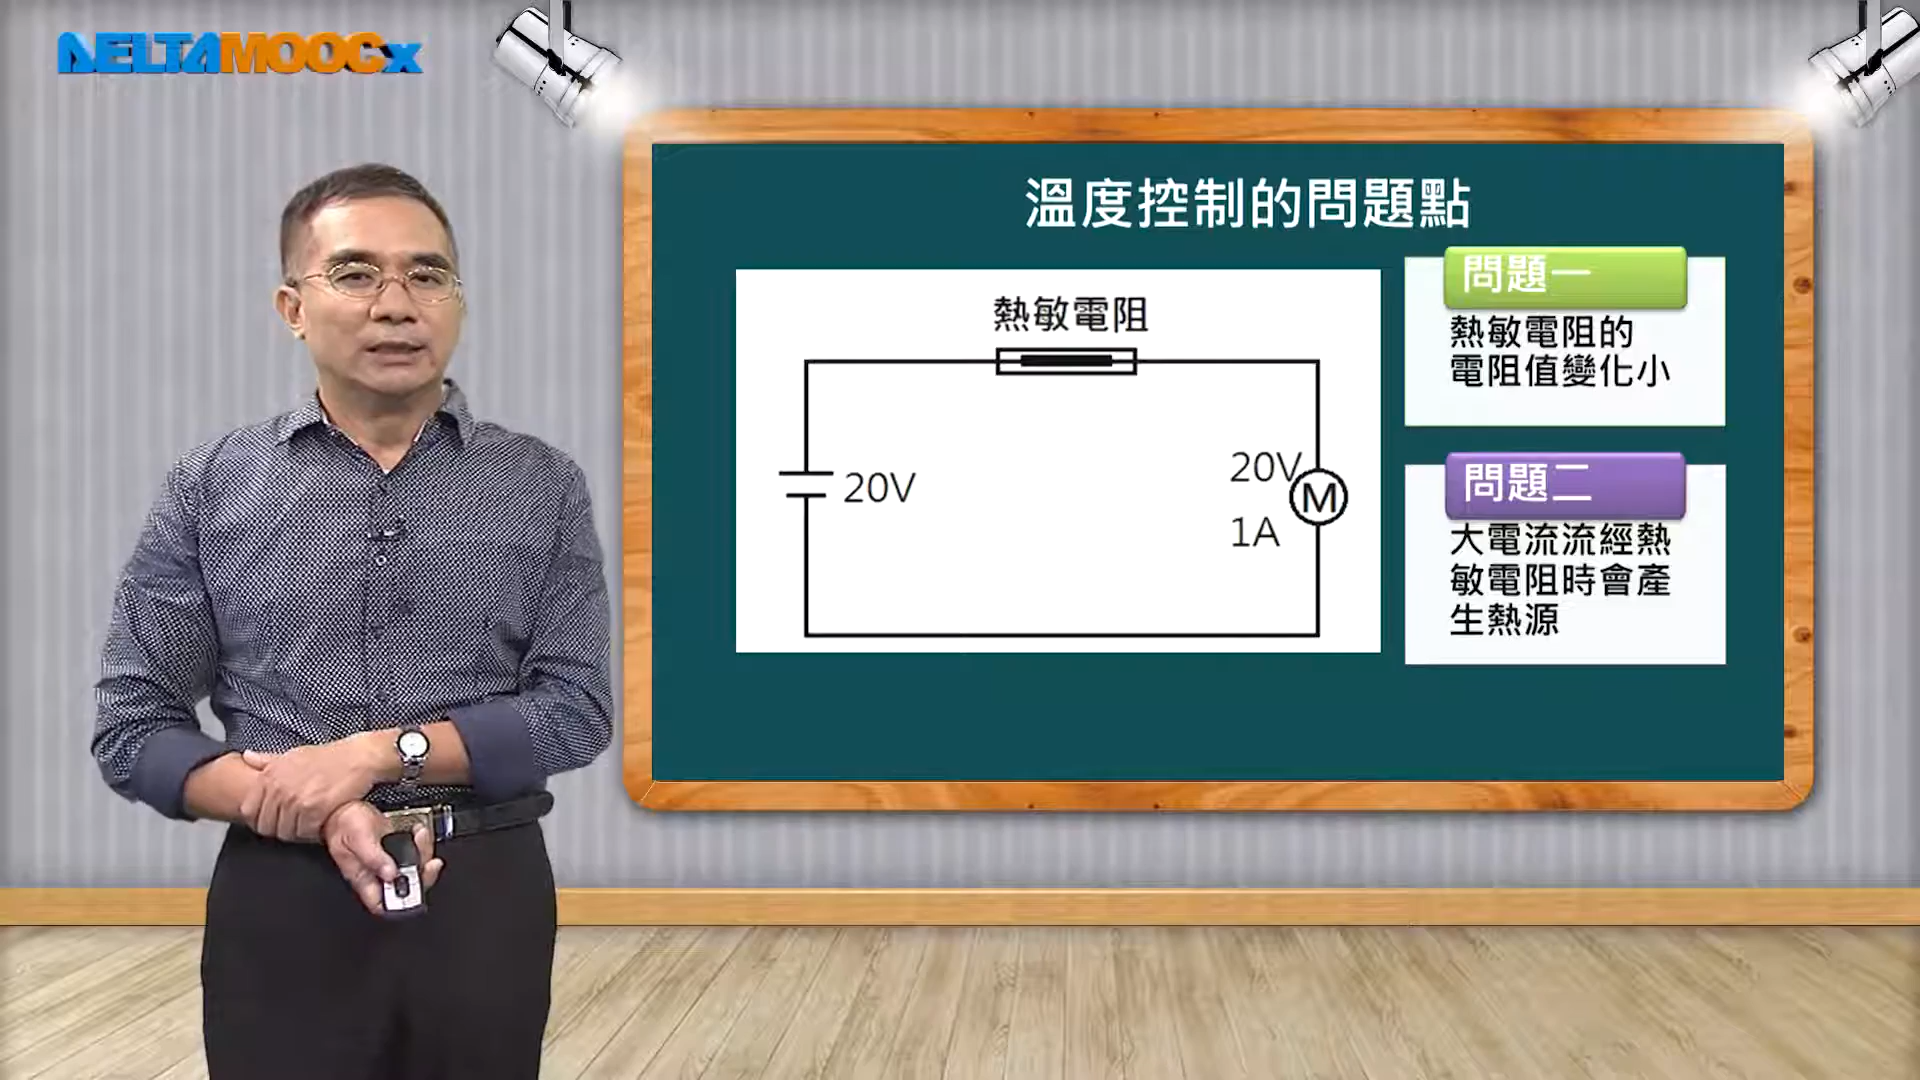 DELTAMOOCx
溫度控制的問題點
熱敏電阻
20V
20V
M
1A
問題一
熱敏電阻的
電阻值變化小
問題二
大電流流經熱
敏電阻時會產
生熱源